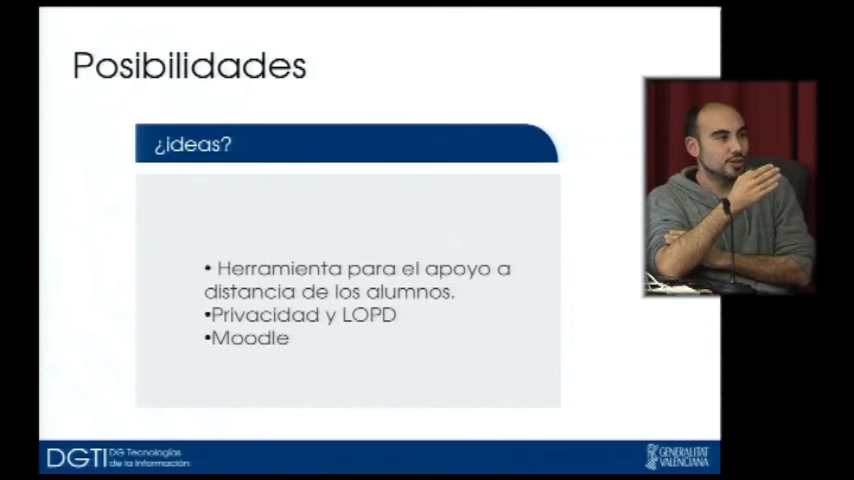 Posibilidades
¿ideas?
• Herramienta para el apoyo a
distancia de los alumnos.
•Privacidad y LOPD
•Moodle
DGTI DG Tecnologías
de la Información
GENERALITAT
VALENCIANA